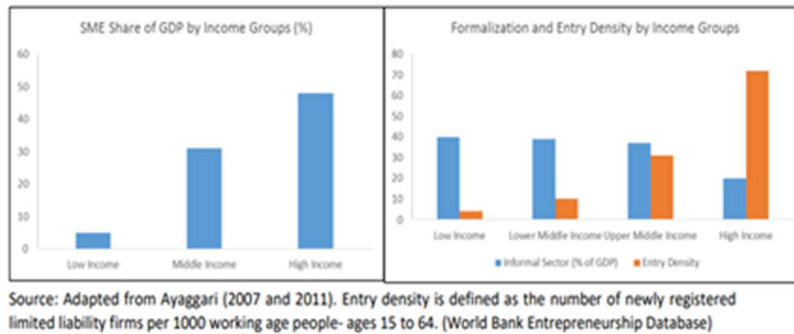 SME Share of GDP by Income Groups (%)
60
50
40
30
20
10
0
Low Income Middle Income High Income
Formalization and Entry Density by Income Groups
80
70
60
50
40
30
20
10
0
Low Income Lower Middle Income Upper Middle Income High Income
Informal Sector (% of GDP) Entry Density
Source: Adapted from Ayaggari (2007 and 2011). Entry density is defined as the number of newly registered
limited liability firms per 1000 working age people- ages 15 to 64. (World Bank Entrepreneurship Database)